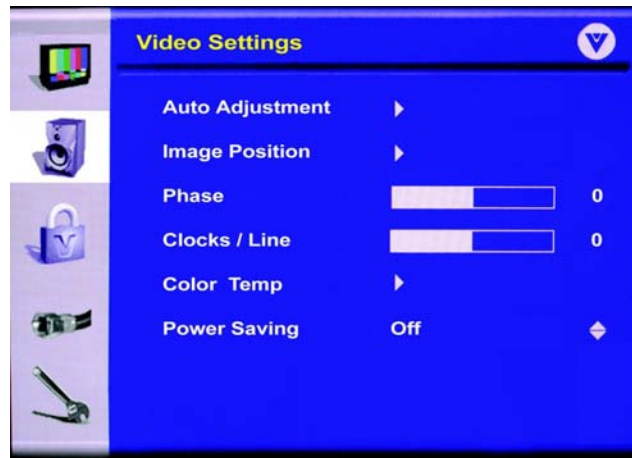 Video Settings
Auto Adjustment
Image Position
Phase 0
Clocks / Line 0
Color Temp
Power Saving Off